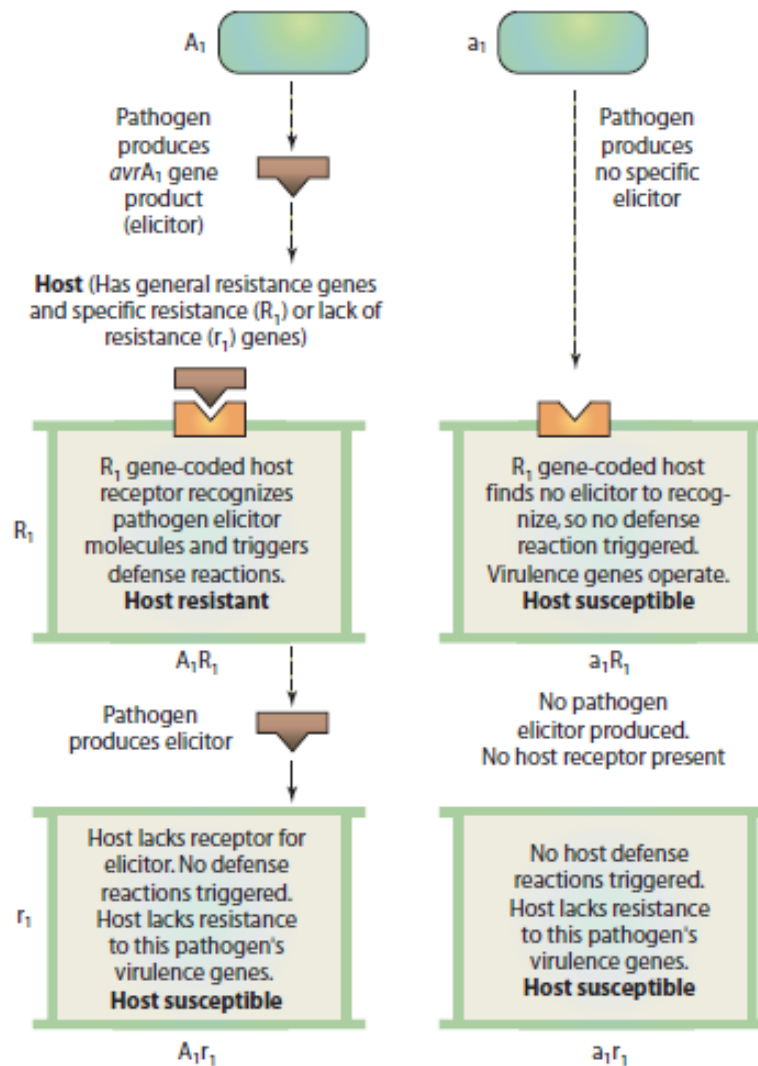 A₁
a₁
Pathogen
produces
avrA₁ gene
product
(elicitor)
Pathogen
produces
no specific
elicitor
Host (Has general resistance genes
and specific resistance (R₁) or lack of
resistance (r₁) genes)
R₁
R₁ gene-coded host
receptor recognizes
pathogen elicitor
molecules and triggers
defense reactions.
Host resistant
A₁R₁
R₁ gene-coded host
finds no elicitor to recog-
nize, so no defense
reaction triggered.
Virulence genes operate.
Host susceptible
a₁R₁
Pathogen
produces elicitor
No pathogen
elicitor produced.
No host receptor present
r₁
Host lacks receptor for
elicitor. No defense
reactions triggered.
Host lacks resistance
to this pathogen's
virulence genes.
Host susceptible
A₁r₁
No host defense
reactions triggered.
Host lacks resistance
to this pathogen's
virulence genes.
Host susceptible
a₁r₁